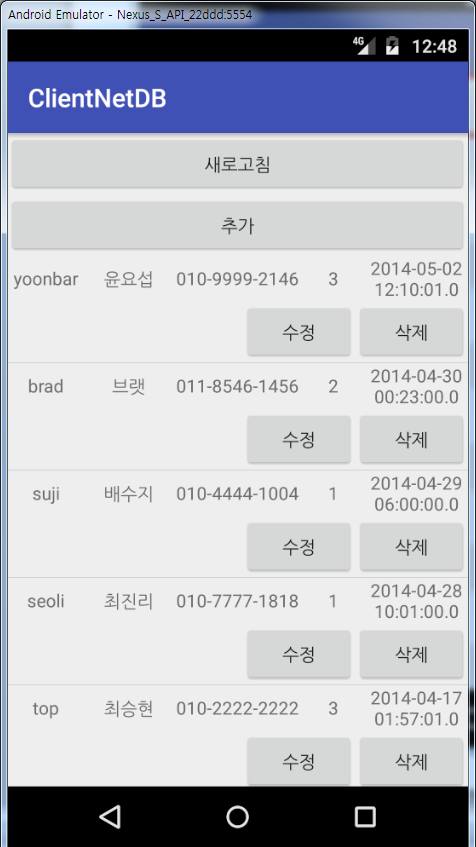 Android Emulator - Nexus_S_API_22ddd:5554
4G 12:48
ClientNetDB
새로고침
추가
yoonbar 윤요섭 010-9999-2146 3 2014-05-02
12:10:01.0
수정 삭제
brad 브랫 011-8546-1456 2 2014-04-30
00:23:00.0
수정 삭제
suji 배수지 010-4444-1004 1 2014-04-29
06:00:00.0
수정 삭제
seoli 최진리 010-7777-1818 1 2014-04-28
10:01:00.0
수정 삭제
top 최승현 010-2222-2222 3 2014-04-17
01:57:01.0
수정 삭제